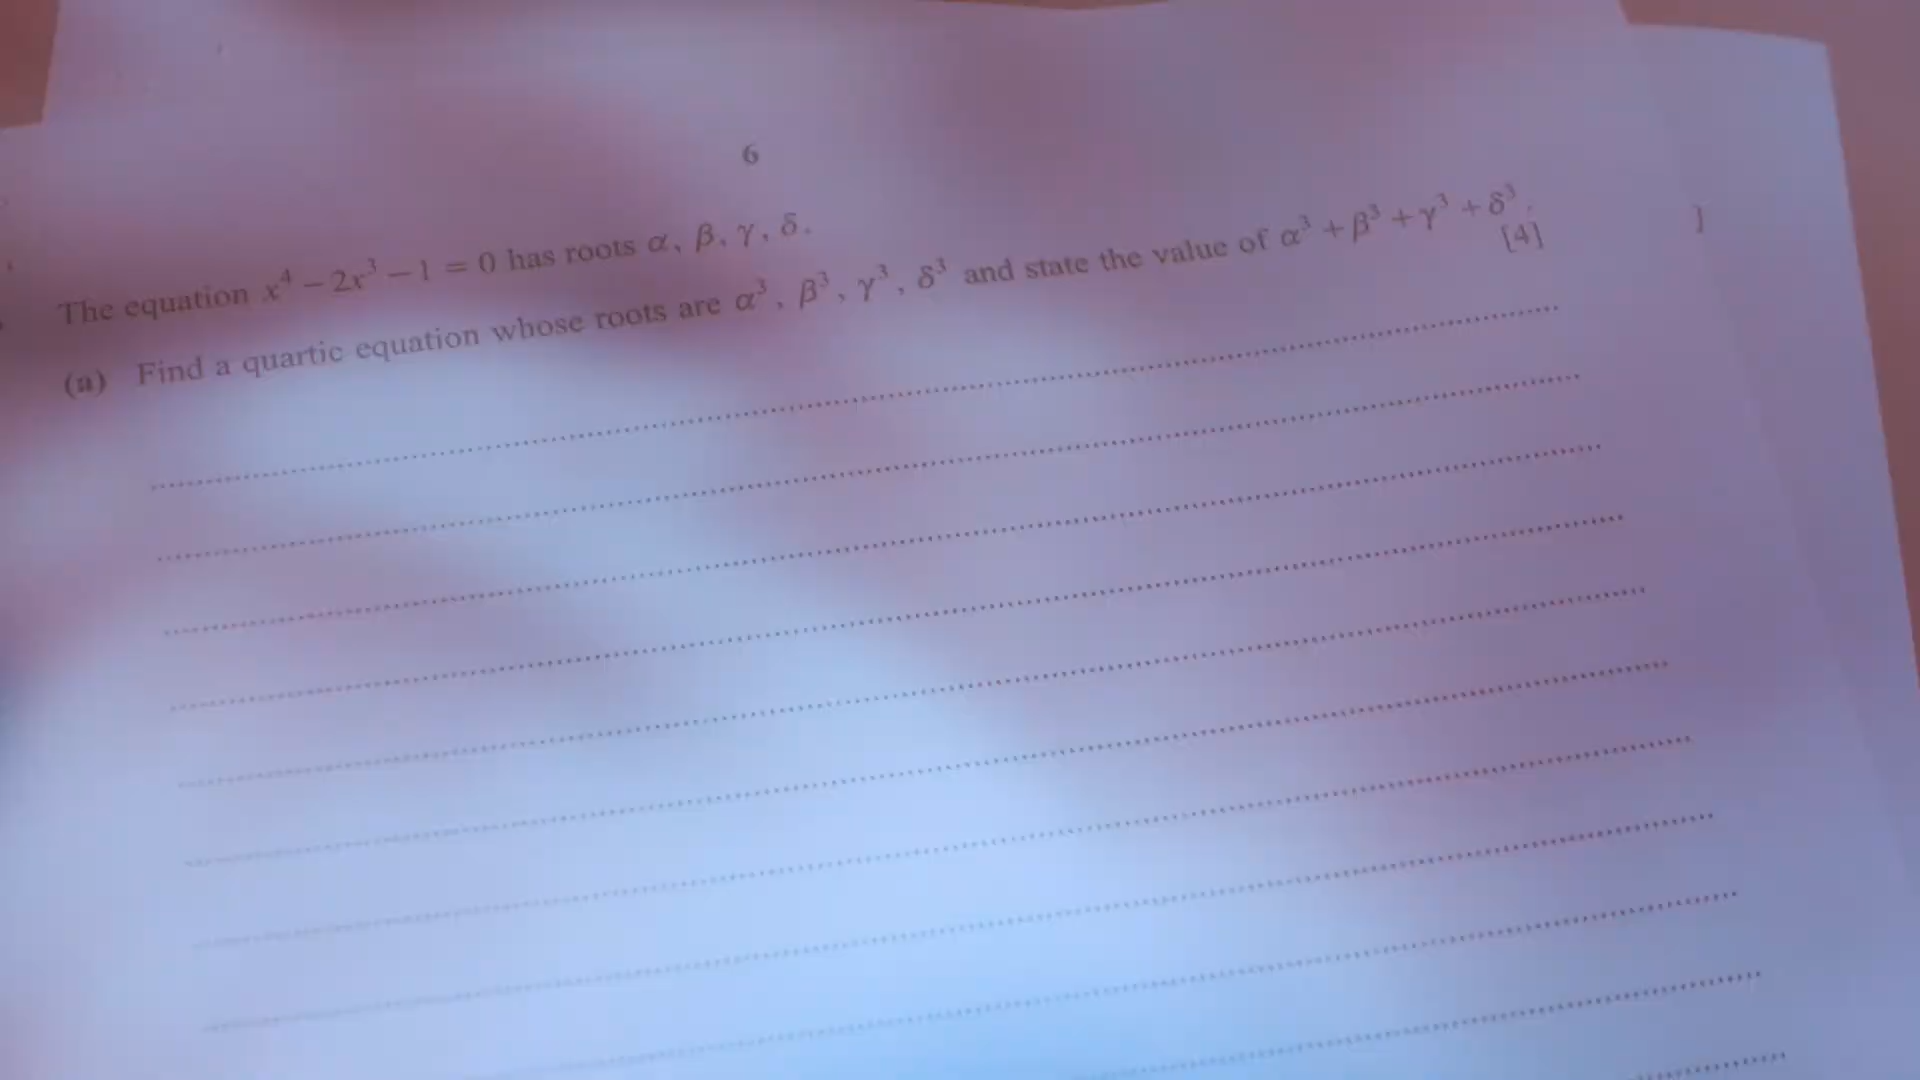 6
The equation x⁴ − 2x³ − 1 = 0 has roots α, β, γ, δ.
(a) Find a quartic equation whose roots are α³, β³, γ³, δ³ and state the value of α³ + β³ + γ³ + δ³.
[4]
]